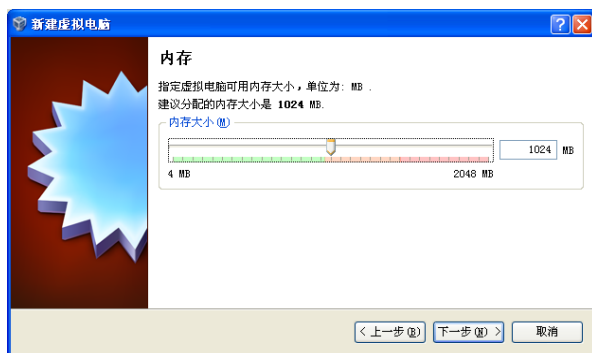 新建虚拟电脑
内存
指定虚拟电脑可用内存大小，单位为: MB .
建议分配的内存大小是 1024 MB.
内存大小(M)
1024 MB
4 MB 2048 MB
< 上一步(B) 下一步(N) > 取消